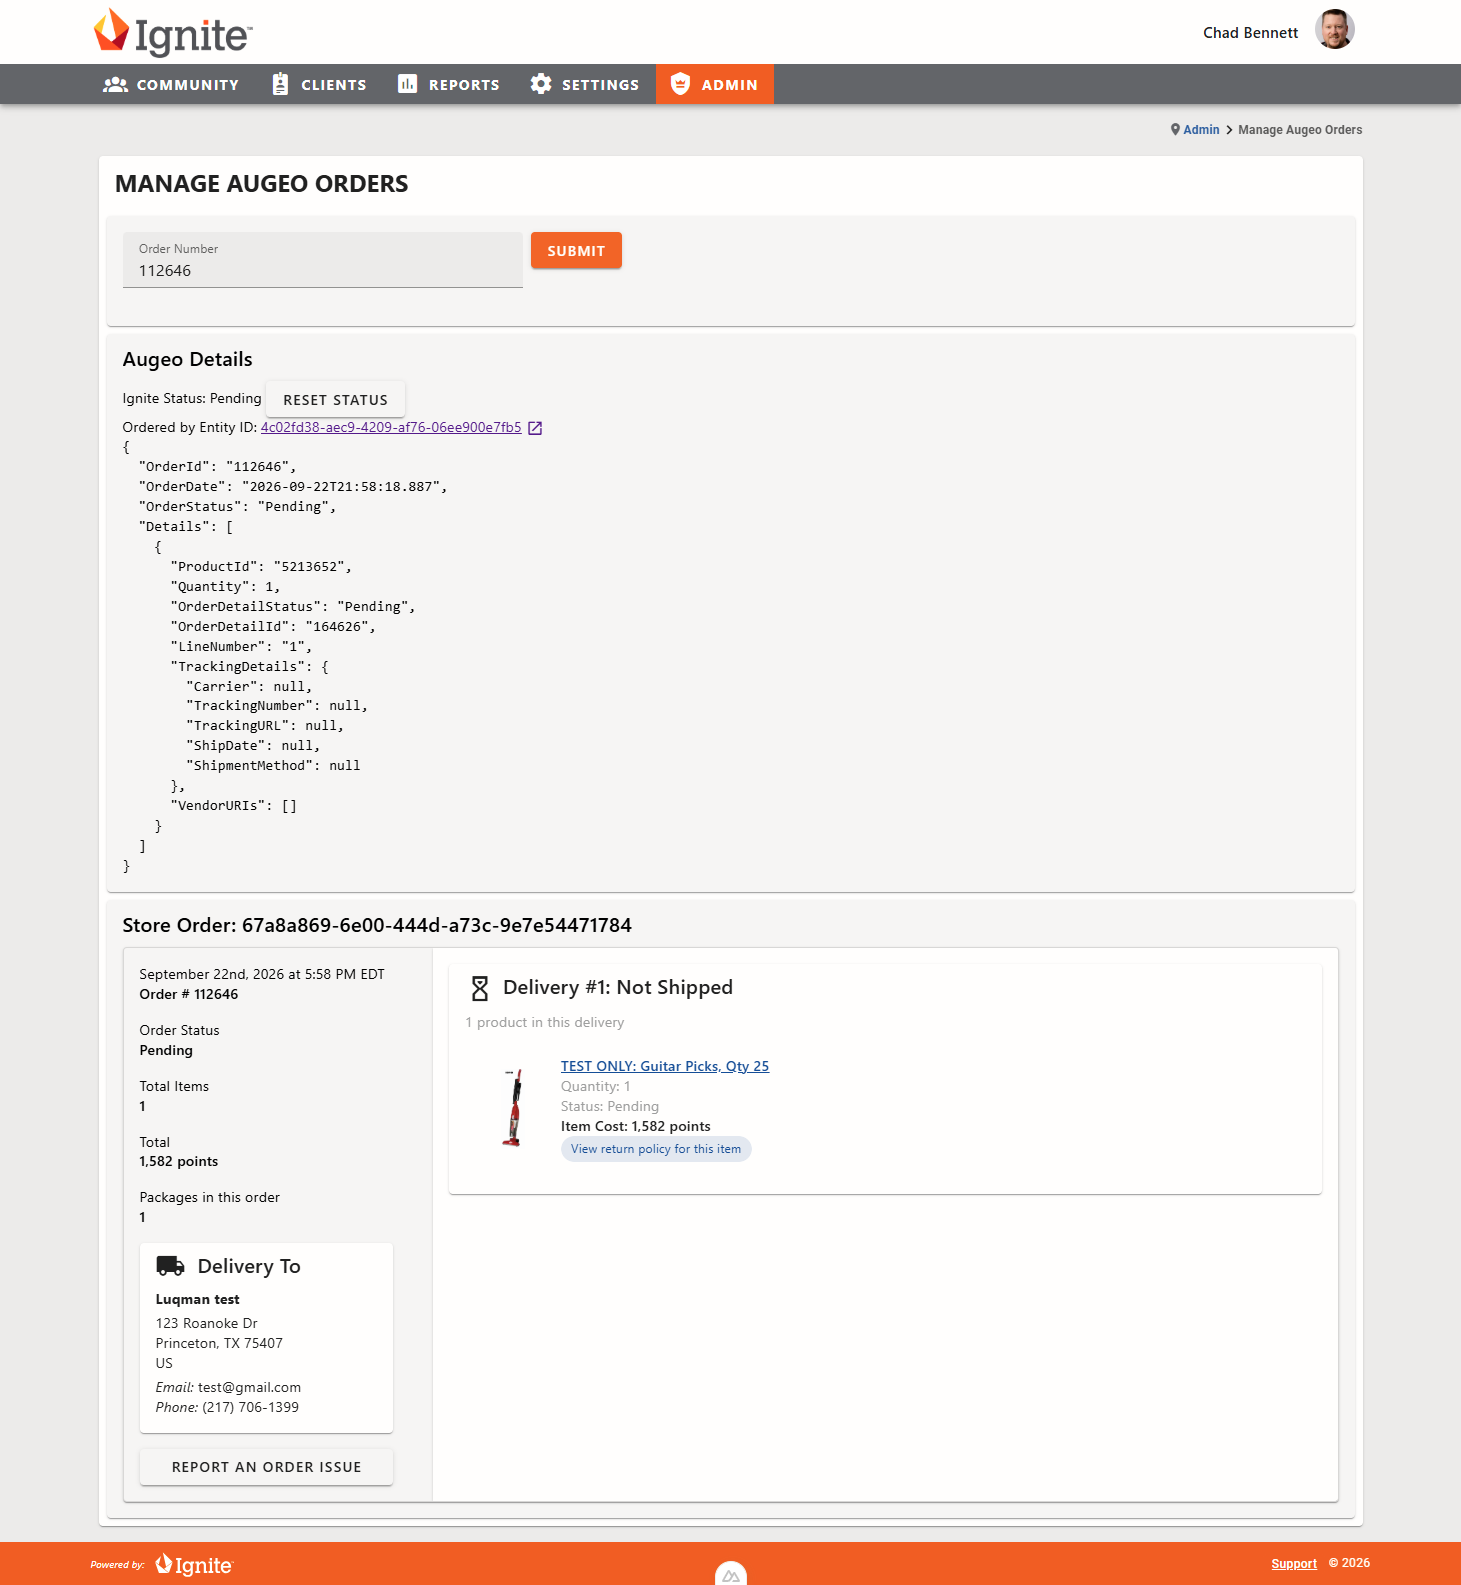 Ignite™
Chad Bennett
COMMUNITY
CLIENTS
REPORTS
SETTINGS
ADMIN
Admin > Manage Augeo Orders
MANAGE AUGEO ORDERS
Order Number
112646
SUBMIT
Augeo Details
Ignite Status: Pending
RESET STATUS
Ordered by Entity ID: 4c02fd38-aec9-4209-af76-06ee900e7fb5
{
  "OrderId": "112646",
  "OrderDate": "2026-09-22T21:58:18.887",
  "OrderStatus": "Pending",
  "Details": [
    {
      "ProductId": "5213652",
      "Quantity": 1,
      "OrderDetailStatus": "Pending",
      "OrderDetailId": "164626",
      "LineNumber": "1",
      "TrackingDetails": {
        "Carrier": null,
        "TrackingNumber": null,
        "TrackingURL": null,
        "ShipDate": null,
        "ShipmentMethod": null
      },
      "VendorURIs": []
    }
  ]
}
Store Order: 67a8a869-6e00-444d-a73c-9e7e54471784
September 22nd, 2026 at 5:58 PM EDT
Order # 112646
Order Status
Pending
Total Items
1
Total
1,582 points
Packages in this order
1
Delivery To
Luqman test
123 Roanoke Dr
Princeton, TX 75407
US
Email: test@gmail.com
Phone: (217) 706-1399
REPORT AN ORDER ISSUE
Delivery #1: Not Shipped
1 product in this delivery
TEST ONLY: Guitar Picks, Qty 25
Quantity: 1
Status: Pending
Item Cost: 1,582 points
View return policy for this item
Powered by: Ignite
Support © 2026